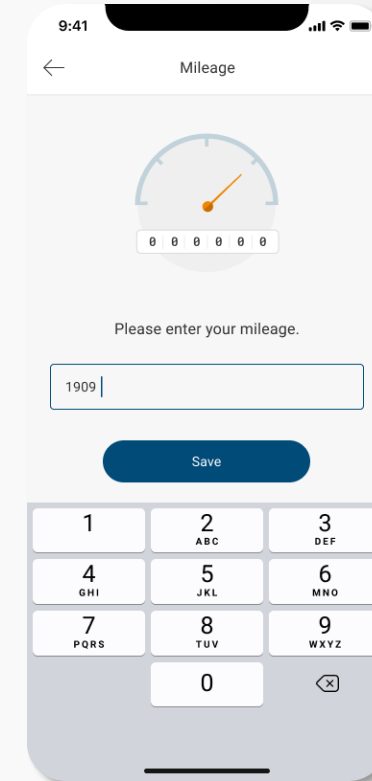 9:41
Mileage
0 0 0 0 0 0
Please enter your mileage.
1909
Save
1 2 3
ABC DEF
4 5 6
GHI JKL MNO
7 8 9
PQRS TUV WXYZ
0